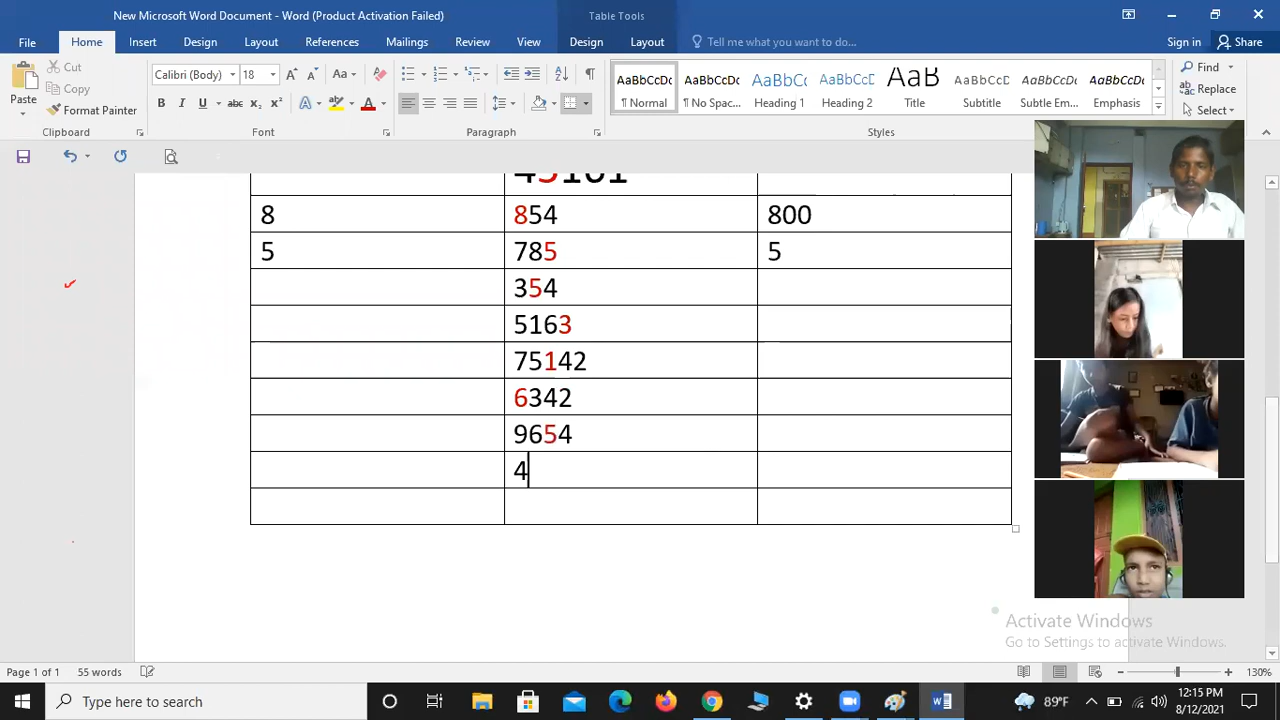 New Microsoft Word Document - Word (Product Activation Failed)
Table Tools
File Home Insert Design Layout References Mailings Review View Design Layout Tell me what you want to do... Sign in Share
Cut
Copy
Format Painter
Paste
Calibri (Body) 18
AaBbCcDc AaBbCcDc AaBbCc AaBbCcE AaB AaBbCcDc AaBbCcDt AaBbCcDt
¶ Normal ¶ No Spac... Heading Heading 2 Title Subtitle Subtle Em... Emphasis
Find
Replace
Select
Clipboard Font Paragraph Styles
45161
8 854 800
5 785 5
354
5163
75142
6342
9654
4
Activate Windows
Go to Settings to activate Windows.
Page 1 of 1 55 words 130%
Type here to search
89°F
12:15 PM
8/12/2021